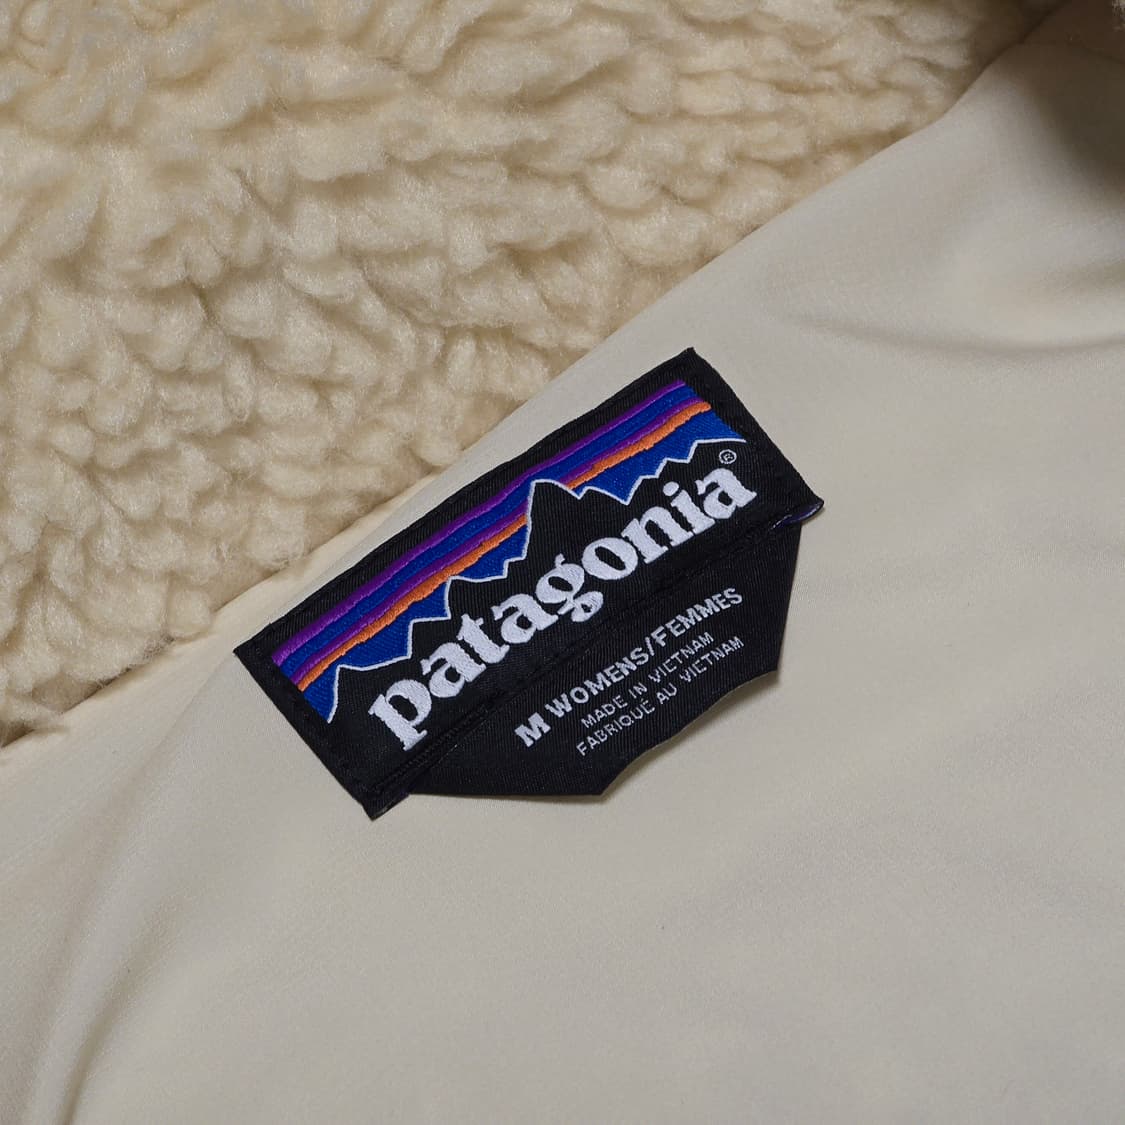 patagonia®
M WOMENS/FEMMES
MADE IN VIETNAM
FABRIQUÉ AU VIETNAM